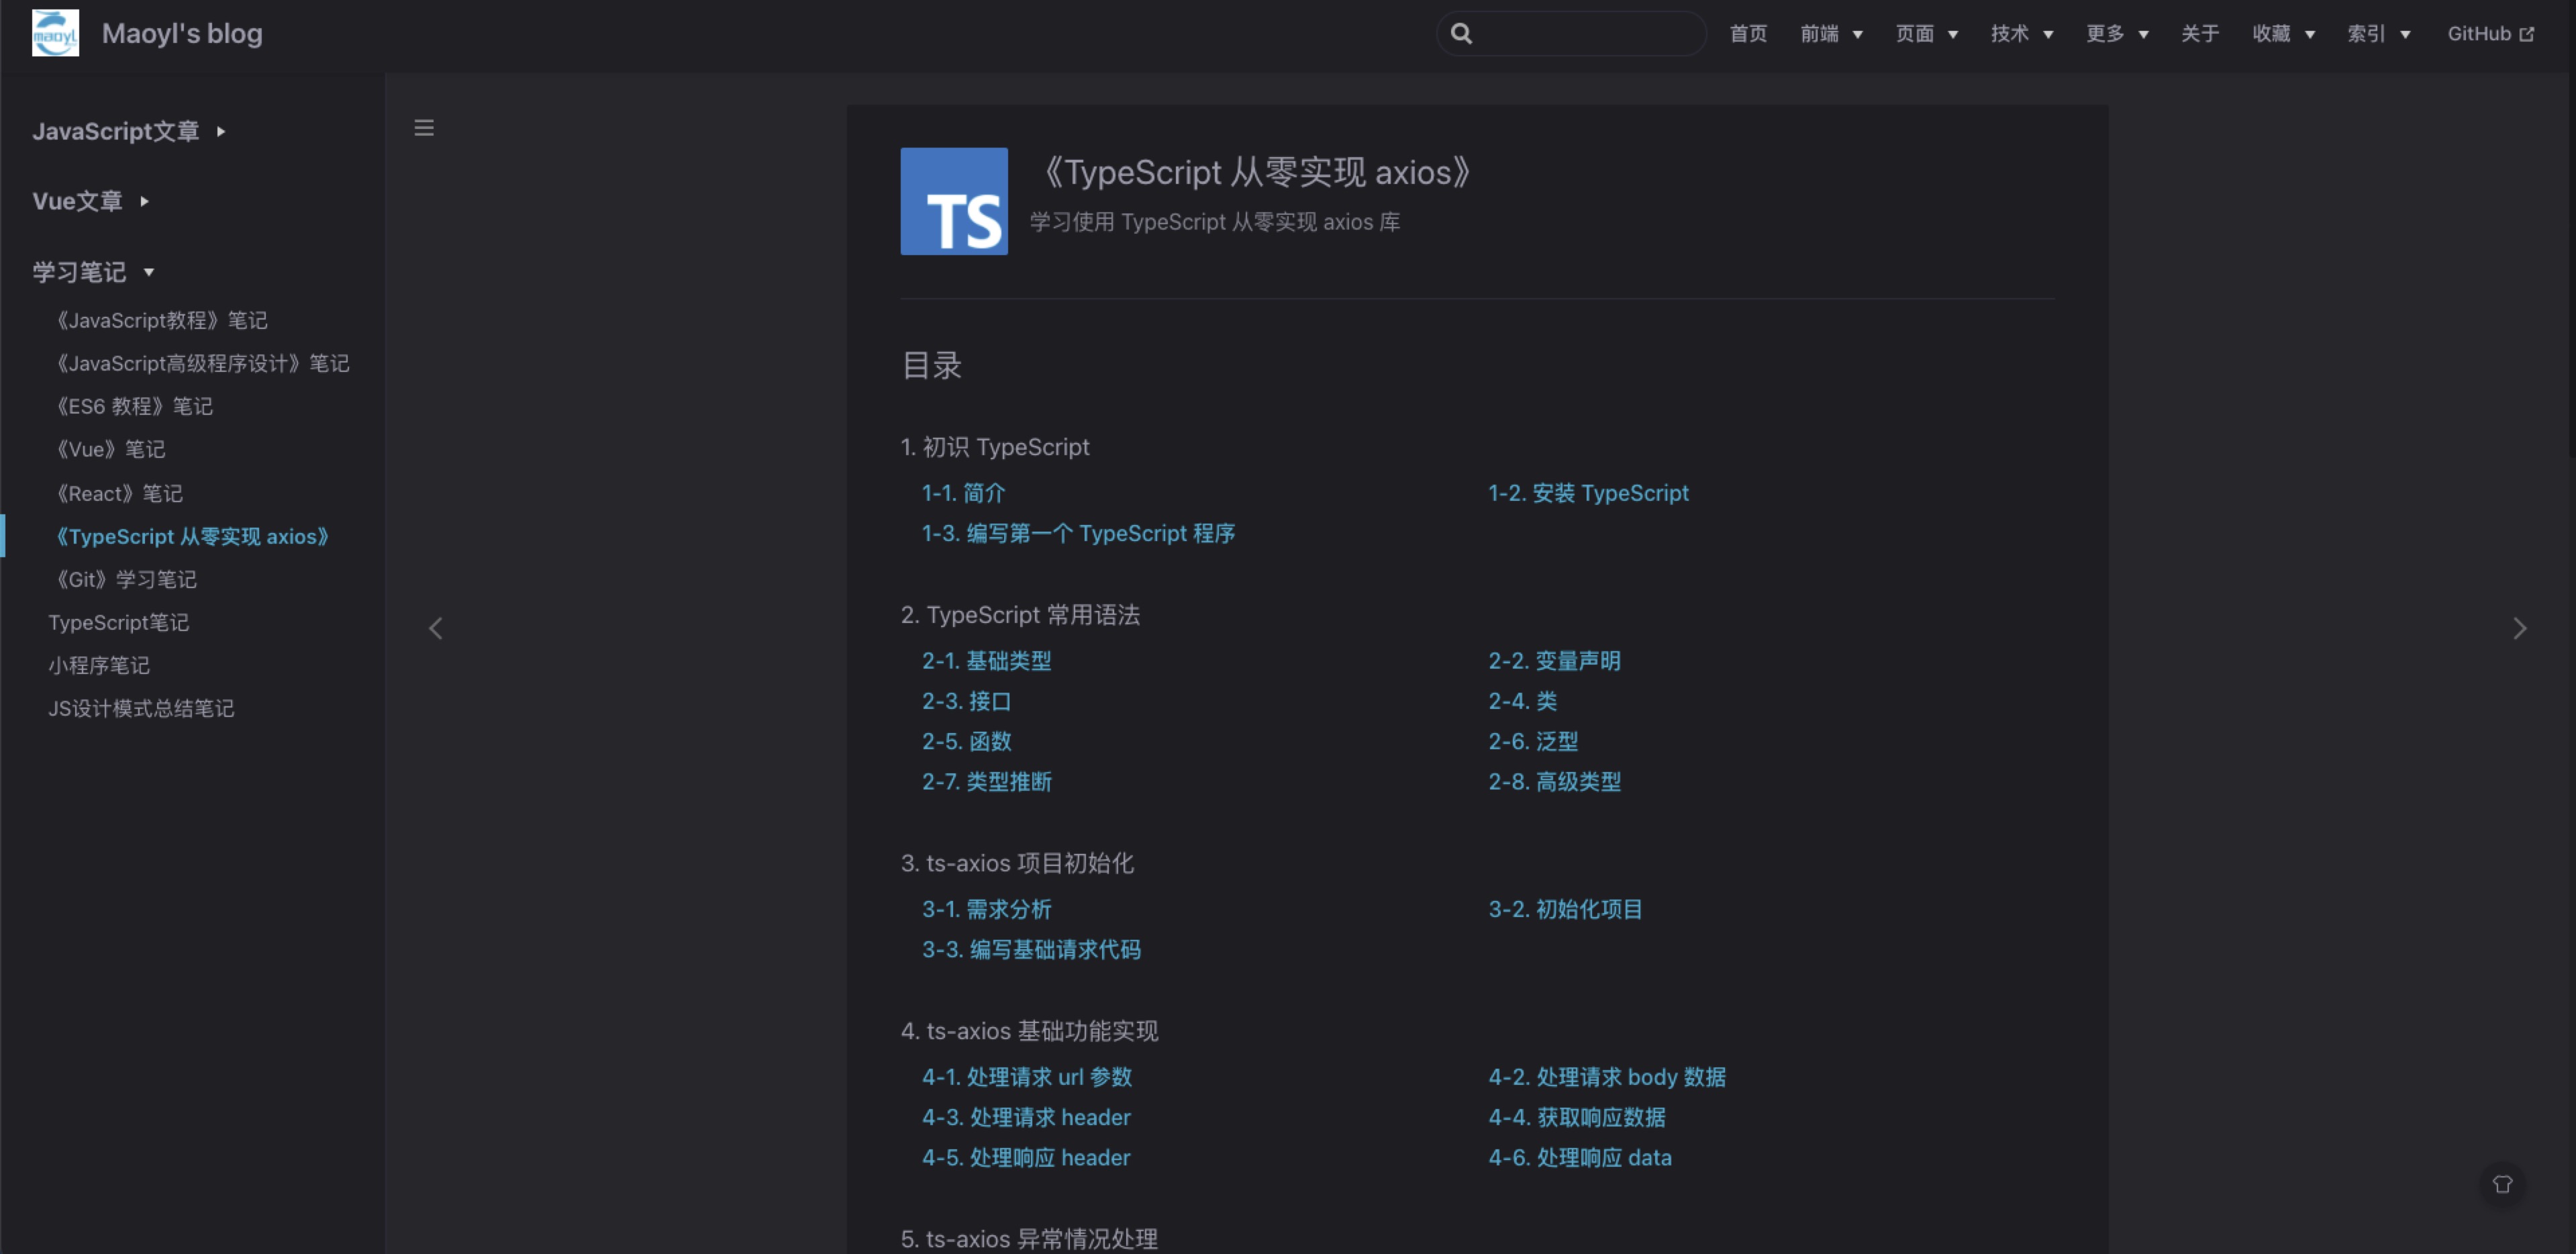 maoyl
Maoyl's blog
首页
前端
页面
技术
更多
关于
收藏
索引
GitHub
JavaScript文章
Vue文章
学习笔记
《JavaScript教程》笔记
《JavaScript高级程序设计》笔记
《ES6 教程》笔记
《Vue》笔记
《React》笔记
《TypeScript 从零实现 axios》
《Git》学习笔记
TypeScript笔记
小程序笔记
JS设计模式总结笔记
TS
《TypeScript 从零实现 axios》
学习使用 TypeScript 从零实现 axios 库
目录
1. 初识 TypeScript
1-1. 简介
1-2. 安装 TypeScript
1-3. 编写第一个 TypeScript 程序
2. TypeScript 常用语法
2-1. 基础类型
2-2. 变量声明
2-3. 接口
2-4. 类
2-5. 函数
2-6. 泛型
2-7. 类型推断
2-8. 高级类型
3. ts-axios 项目初始化
3-1. 需求分析
3-2. 初始化项目
3-3. 编写基础请求代码
4. ts-axios 基础功能实现
4-1. 处理请求 url 参数
4-2. 处理请求 body 数据
4-3. 处理请求 header
4-4. 获取响应数据
4-5. 处理响应 header
4-6. 处理响应 data
5. ts-axios 异常情况处理